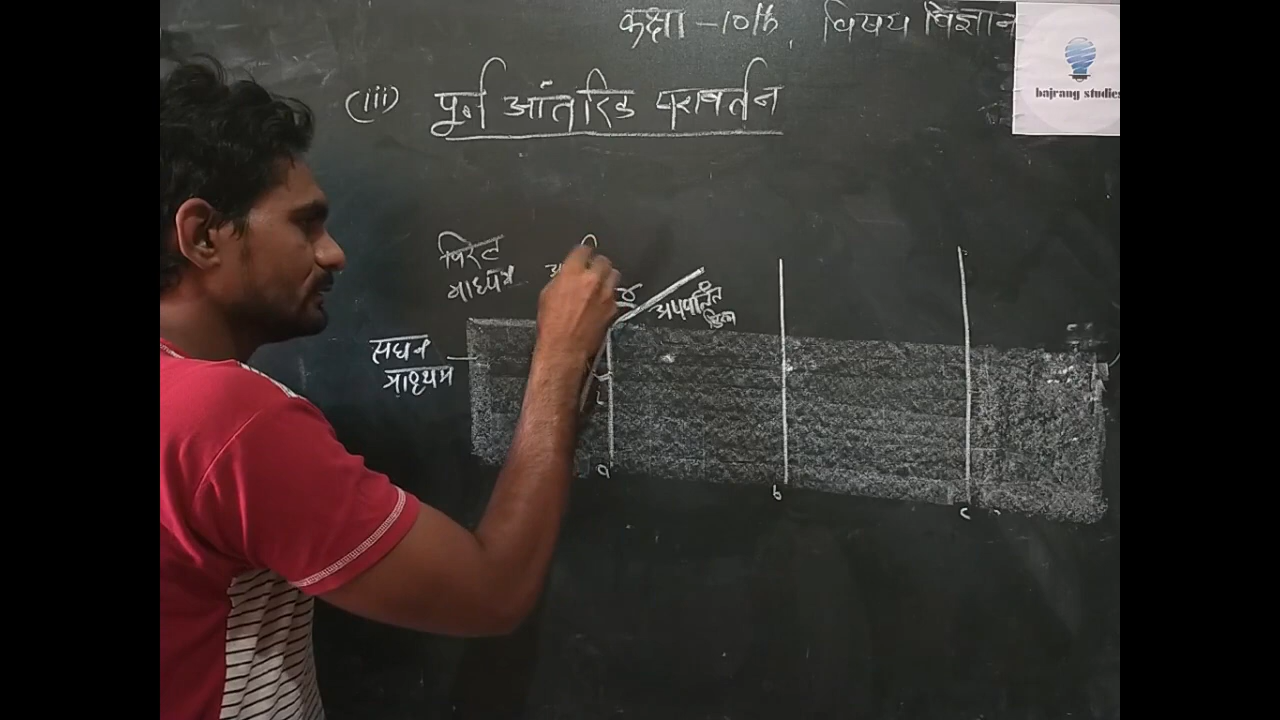 कक्षा - 10th, विषय विज्ञान
bajrang studies
(iii) पूर्ण आंतरिक परावर्तन
विरल
माध्यम
अपवर्तित
किरण
सघन
माध्यम
i
a
b
c